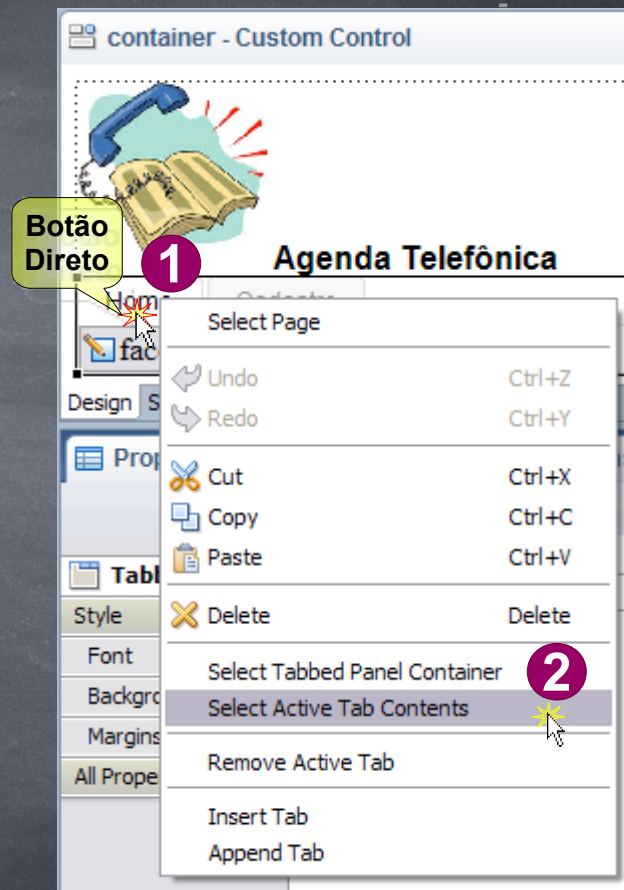 container - Custom Control
Botão
Direto
1
Agenda Telefônica
Home
Select Page
Undo Ctrl+Z
Design
Redo Ctrl+Y
Cut Ctrl+X
Copy Ctrl+C
Paste Ctrl+V
Style
Delete Delete
Font
Select Tabbed Panel Container
2
Select Active Tab Contents
Margins
Remove Active Tab
All
Insert Tab
Append Tab